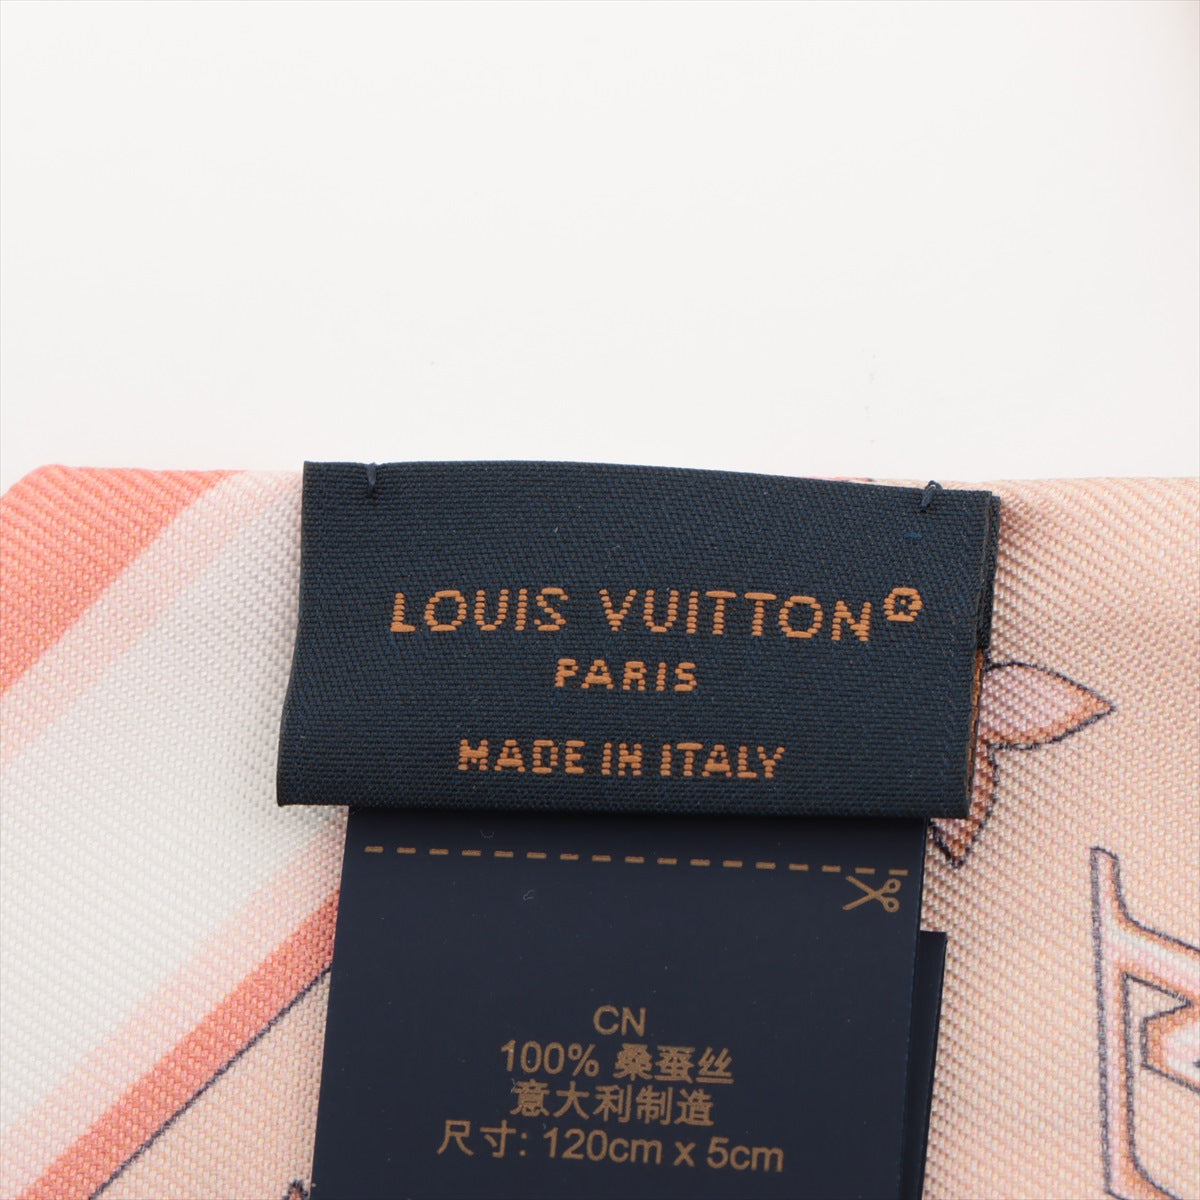 LOUIS VUITTON®
PARIS
MADE IN ITALY
CN
100% 桑蚕丝
意大利制造
尺寸: 120cm x 5cm